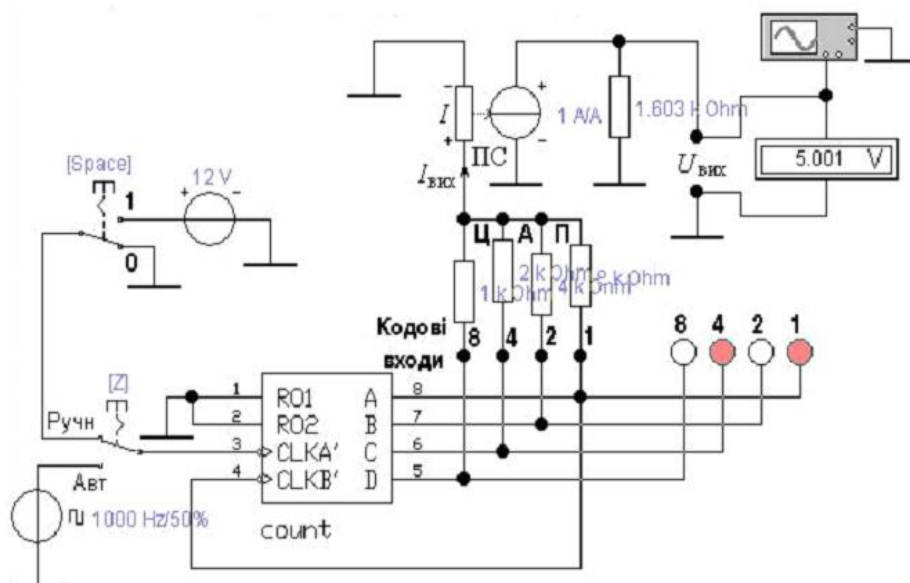 I
1 A/A
1.603 k Ohm
[Space]
12 V
1
0
ПС
Iвих
Uвих
5.001 V
Ц А П
1 k Ohm
2 k Ohm
4 k Ohm
8 k Ohm
Кодові
входи
8 4 2 1
8 4 2 1
[Z]
Ручн
Авт
1000 Hz/50%
1 RO1 A 8
2 RO2 B 7
3 CLKA' C 6
4 CLKB' D 5
count